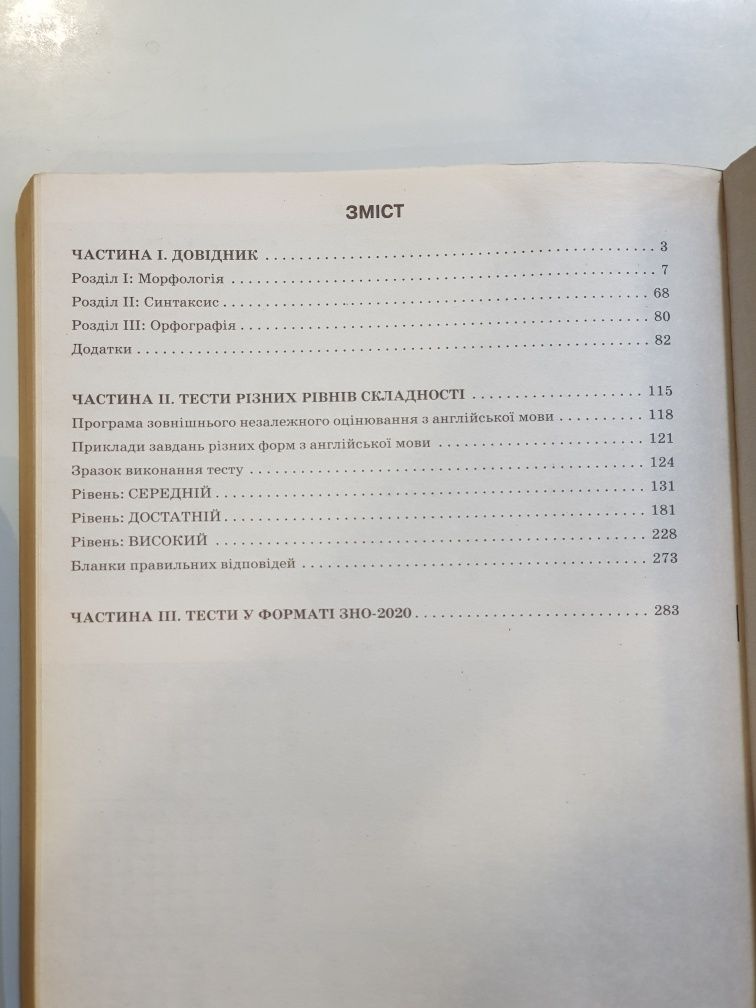 ЗМІСТ
ЧАСТИНА І. ДОВІДНИК . . . . . . . . . . . . . . . . . . . . . . . . . . . . . . . . . . . . . . . . . . . . . . . . . . 3
Розділ І: Морфологія . . . . . . . . . . . . . . . . . . . . . . . . . . . . . . . . . . . . . . . . . . . . . . . . . . 7
Розділ ІІ: Синтаксис . . . . . . . . . . . . . . . . . . . . . . . . . . . . . . . . . . . . . . . . . . . . . . . . . . 68
Розділ ІІІ: Орфографія . . . . . . . . . . . . . . . . . . . . . . . . . . . . . . . . . . . . . . . . . . . . . . . . 80
Додатки . . . . . . . . . . . . . . . . . . . . . . . . . . . . . . . . . . . . . . . . . . . . . . . . . . . . . . . . . . 82
ЧАСТИНА ІІ. ТЕСТИ РІЗНИХ РІВНІВ СКЛАДНОСТІ . . . . . . . . . . . . . . . . . . . . . . 115
Програма зовнішнього незалежного оцінювання з англійської мови . . . . . . . . . . . 118
Приклади завдань різних форм з англійської мови . . . . . . . . . . . . . . . . . . . . . . . . . 121
Зразок виконання тесту . . . . . . . . . . . . . . . . . . . . . . . . . . . . . . . . . . . . . . . . . . . . . . . 124
Рівень: СЕРЕДНІЙ . . . . . . . . . . . . . . . . . . . . . . . . . . . . . . . . . . . . . . . . . . . . . . . . . . 131
Рівень: ДОСТАТНІЙ . . . . . . . . . . . . . . . . . . . . . . . . . . . . . . . . . . . . . . . . . . . . . . . . . 181
Рівень: ВИСОКИЙ . . . . . . . . . . . . . . . . . . . . . . . . . . . . . . . . . . . . . . . . . . . . . . . . . . . 228
Бланки правильних відповідей . . . . . . . . . . . . . . . . . . . . . . . . . . . . . . . . . . . . . . . . . 273
ЧАСТИНА ІІІ. ТЕСТИ У ФОРМАТІ ЗНО-2020 . . . . . . . . . . . . . . . . . . . . . . . . . . . . 283